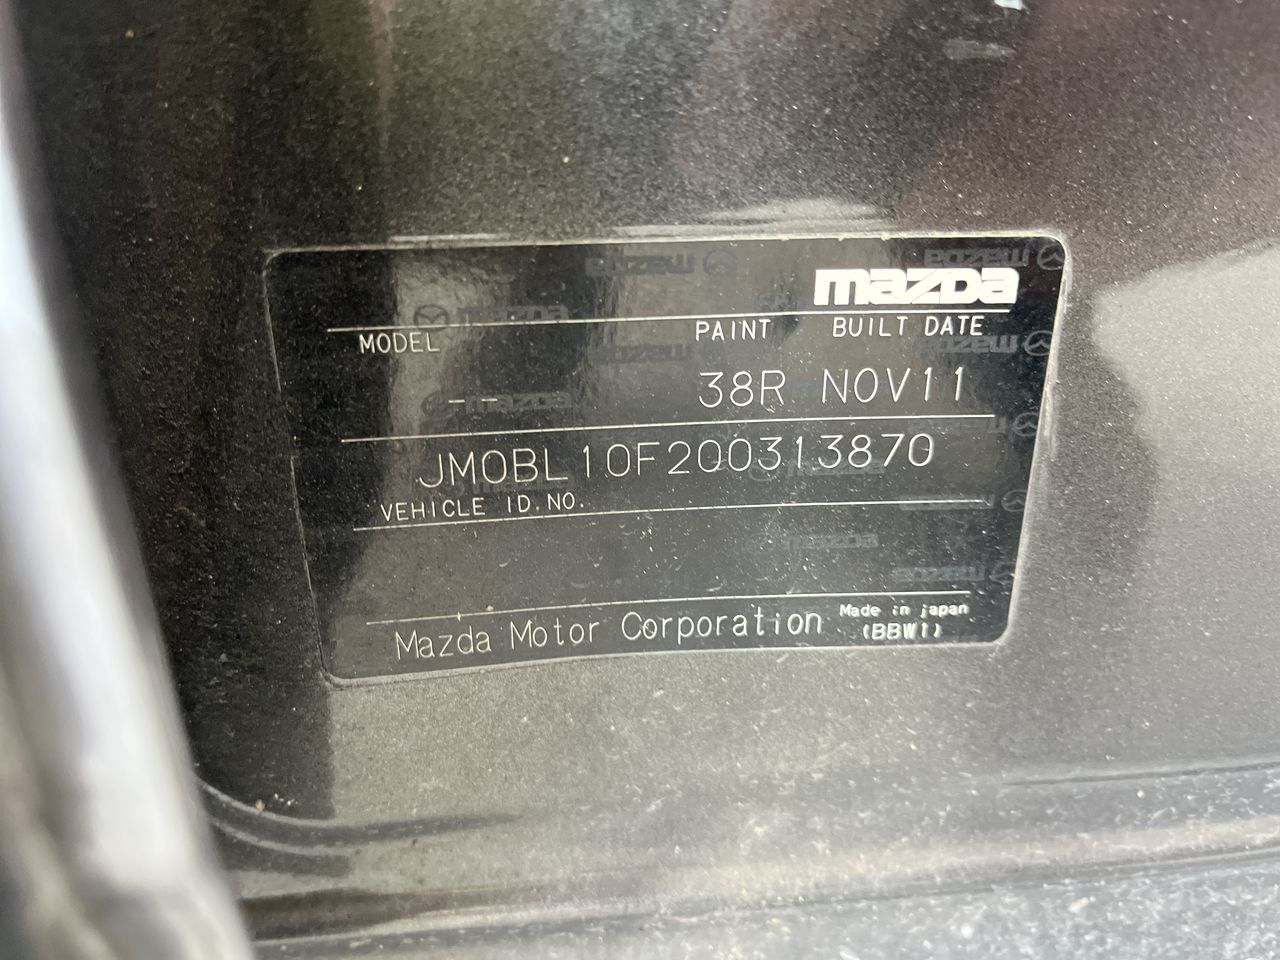 mazda
MODEL PAINT BUILT DATE
-- 38R NOV11
JM0BL10F200313870
VEHICLE ID.NO.
Mazda Motor Corporation Made in japan
(BBW1)